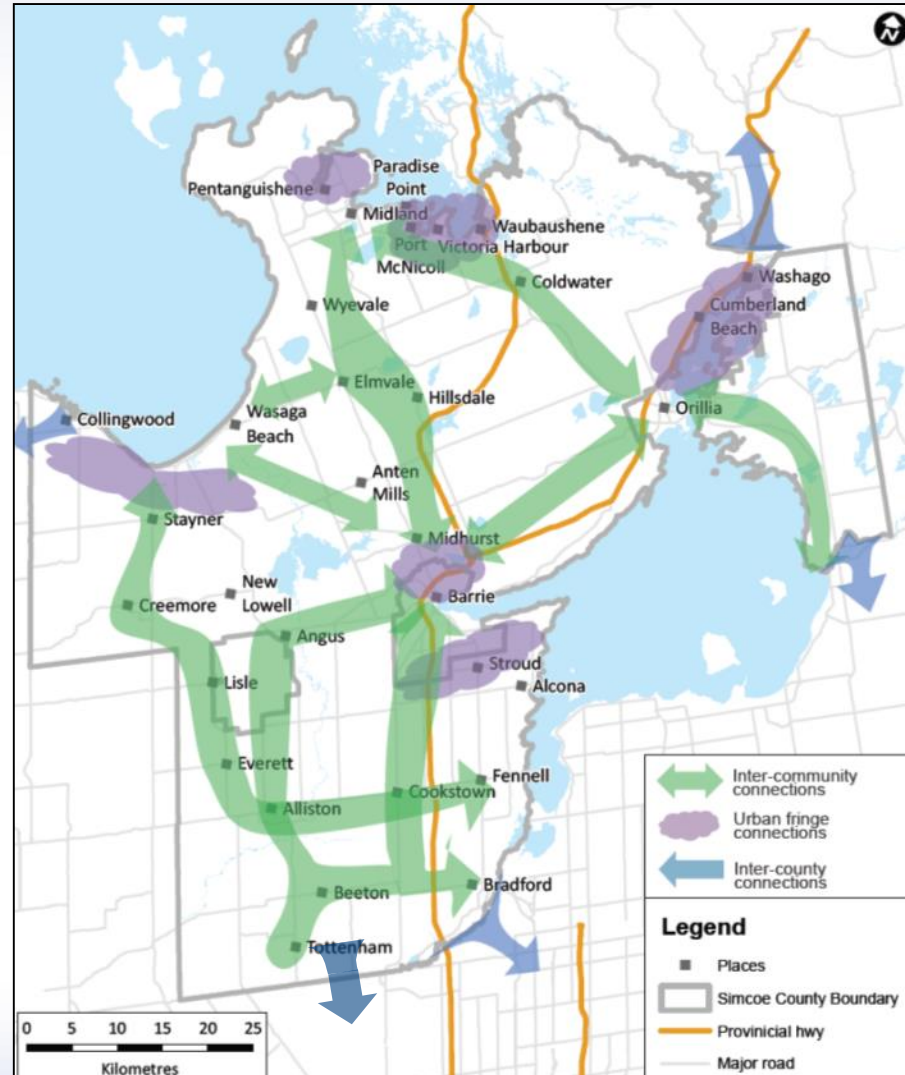 N
Paradise
Point
Pentanguishene
Midland
Port
McNicoll
Victoria Harbour
Waubaushene
Coldwater
Washago
Cumberland
Beach
Wyevale
Elmvale
Hillsdale
Orillia
Collingwood
Wasaga
Beach
Anten
Mills
Stayner
Midhurst
New
Lowell
Creemore
Barrie
Angus
Stroud
Lisle
Alcona
Everett
Fennell
Cookstown
Alliston
Beeton
Bradford
Tottenham
Inter-community
connections
Urban fringe
connections
Inter-county
connections
Legend
Places
Simcoe County Boundary
Provinicial hwy
Major road
0 5 10 15 20 25
Kilometres